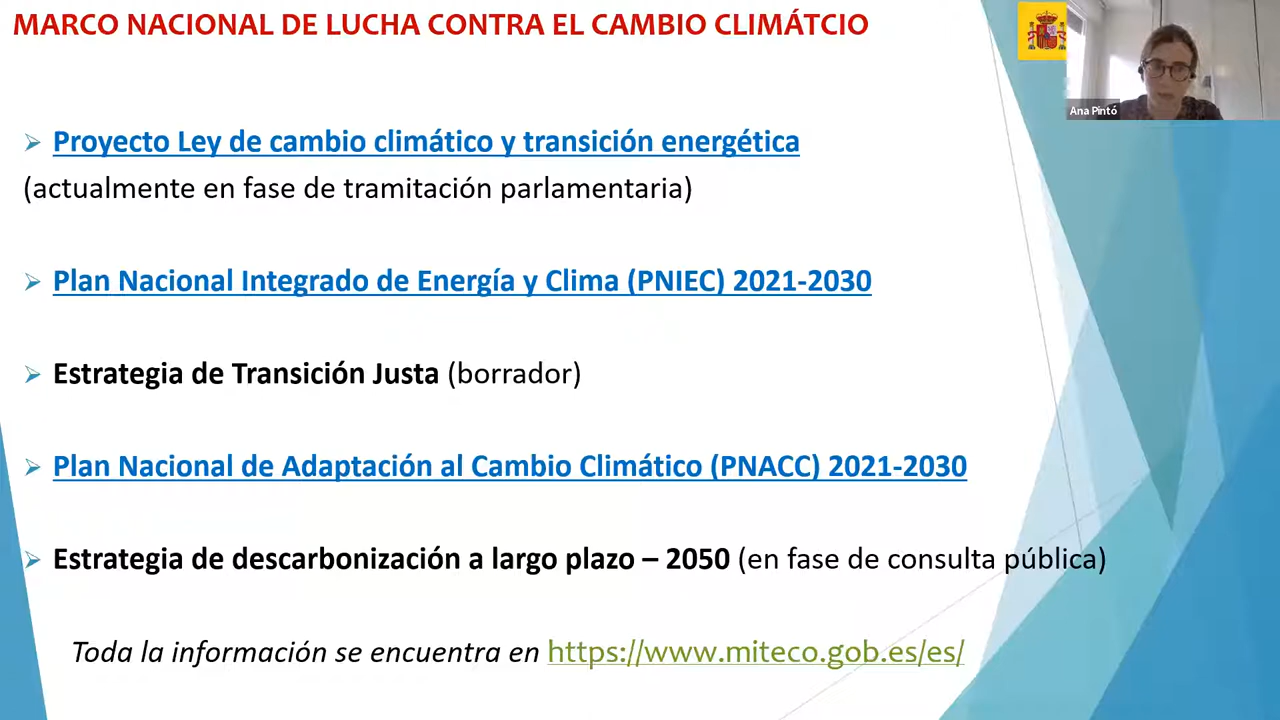 MARCO NACIONAL DE LUCHA CONTRA EL CAMBIO CLIMÁTCIO
Ana Pintó
Proyecto Ley de cambio climático y transición energética
(actualmente en fase de tramitación parlamentaria)
Plan Nacional Integrado de Energía y Clima (PNIEC) 2021-2030
Estrategia de Transición Justa (borrador)
Plan Nacional de Adaptación al Cambio Climático (PNACC) 2021-2030
Estrategia de descarbonización a largo plazo – 2050 (en fase de consulta pública)
Toda la información se encuentra en https://www.miteco.gob.es/es/